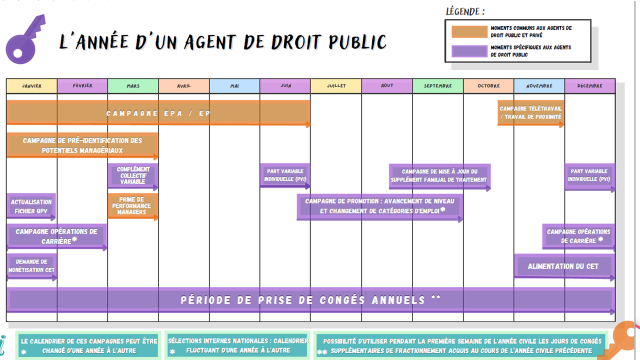 LÉGENDE :
MOMENTS COMMUNS AUX AGENTS DE
DROIT PUBLIC ET PRIVÉ
MOMENTS SPÉCIFIQUES AUX AGENTS
DE DROIT PUBLIC
L'ANNÉE D'UN AGENT DE DROIT PUBLIC
JANVIER FÉVRIER MARS AVRIL MAI JUIN JUILLET AOUT SEPTEMBRE OCTOBRE NOVEMBRE DÉCEMBRE
CAMPAGNE EPA / EP
CAMPAGNE TÉLÉTRAVAIL
/ TRAVAIL DE PROXIMITÉ
CAMPAGNE DE PRÉ-IDENTIFICATION DES
POTENTIELS MANAGÉRIAUX
COMPLÉMENT
COLLECTIF
VARIABLE
PART VARIABLE
INDIVIDUELLE (PVI)
CAMPAGNE DE MISE À JOUR DU
SUPPLÉMENT FAMILIAL DE TRAITEMENT
PART VARIABLE
INDIVIDUELLE (PVI)
ACTUALISATION
FICHIER GPV
PRIME DE
PERFORMANCE
MANAGERS
CAMPAGNE DE PROMOTION : AVANCEMENT DE NIVEAU
ET CHANGEMENT DE CATÉGORIES D'EMPLOI*
CAMPAGNE OPÉRATIONS DE
CARRIÈRE*
CAMPAGNE OPÉRATIONS
DE CARRIÈRE *
DEMANDE DE
MONÉTISATION CET
ALIMENTATION DU CET
PÉRIODE DE PRISE DE CONGÉS ANNUELS **
LE CALENDRIER DE CES CAMPAGNES PEUT ÊTRE
* CHANGÉ D'UNE ANNÉE À L'AUTRE
SÉLECTIONS INTERNES NATIONALES : CALENDRIER
* FLUCTUANT D'UNE ANNÉE À L'AUTRE
POSSIBILITÉ D'UTILISER PENDANT LA PREMIÈRE SEMAINE DE L'ANNÉE CIVILE LES JOURS DE CONGÉS
** SUPPLÉMENTAIRES DE FRACTIONNEMENT ACQUIS AU COURS DE L'ANNÉE CIVILE PRÉCÉDENTE